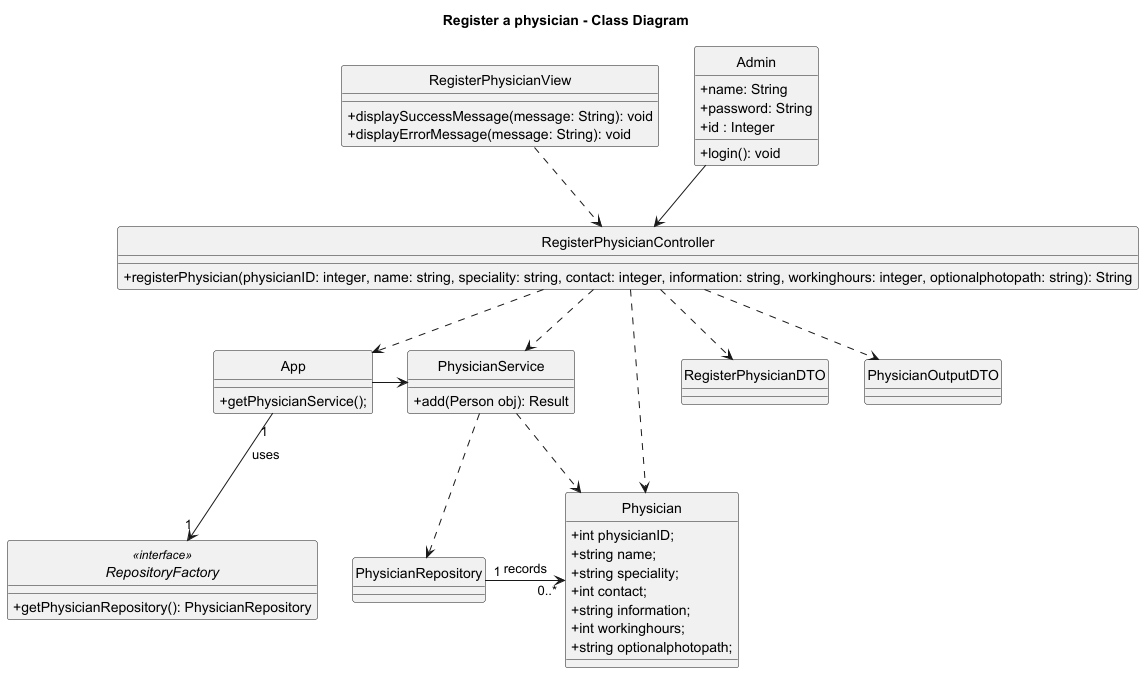 Register a physician - Class Diagram
RegisterPhysicianView
+displaySuccessMessage(message: String): void
+displayErrorMessage(message: String): void
Admin
+name: String
+password: String
+id : Integer
+login(): void
RegisterPhysicianController
+registerPhysician(physicianID: integer, name: string, speciality: string, contact: integer, information: string, workinghours: integer, optionalphotopath: string): String
App
+getPhysicianService();
PhysicianService
+add(Person obj): Result
RegisterPhysicianDTO
PhysicianOutputDTO
1
uses
1
«interface»
RepositoryFactory
+getPhysicianRepository(): PhysicianRepository
PhysicianRepository
1
records
0..*
Physician
+int physicianID;
+string name;
+string speciality;
+int contact;
+string information;
+int workinghours;
+string optionalphotopath;